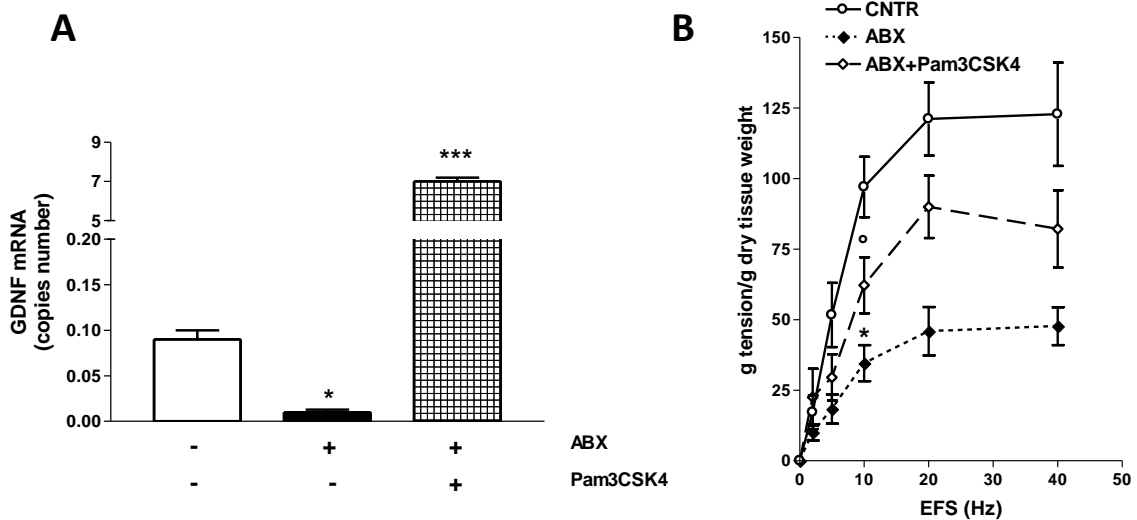 A
GDNF mRNA
(copies number)
9
7
5
0.20
0.15
0.10
0.05
0.00
*
***
- + + ABX
- - + Pam3CSK4
B
CNTR
ABX
ABX+Pam3CSK4
g tension/g dry tissue weight
150
125
100
75
50
25
0
°
*
0 10 20 30 40 50
EFS (Hz)